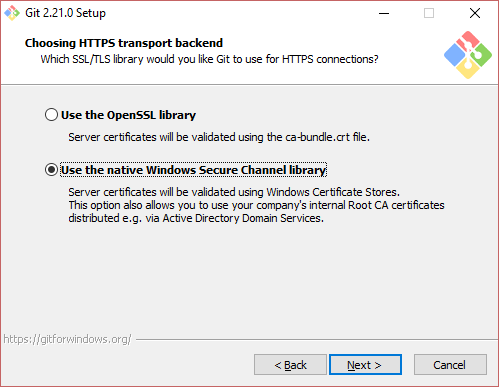 Git 2.21.0 Setup
Choosing HTTPS transport backend
Which SSL/TLS library would you like Git to use for HTTPS connections?
Use the OpenSSL library
Server certificates will be validated using the ca-bundle.crt file.
Use the native Windows Secure Channel library
Server certificates will be validated using Windows Certificate Stores.
This option also allows you to use your company's internal Root CA certificates
distributed e.g. via Active Directory Domain Services.
https://gitforwindows.org/
< Back
Next >
Cancel